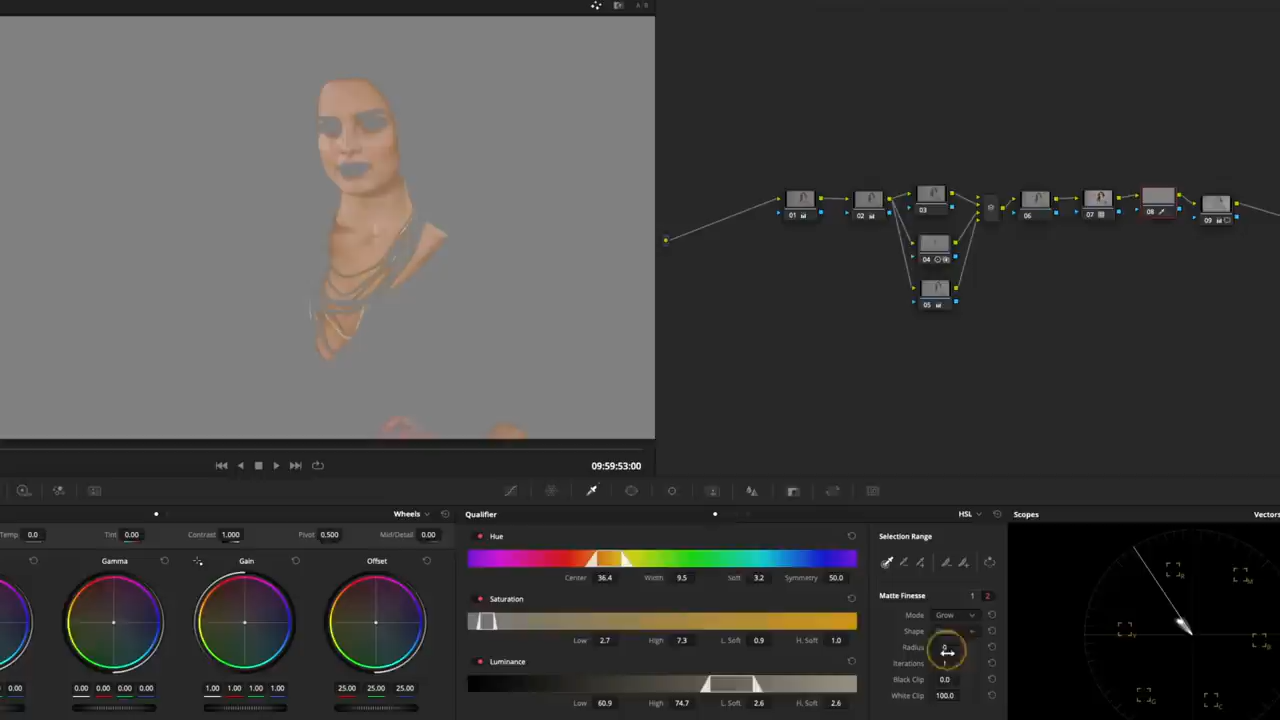 A B
01
02
03
04
05
06
07
08
09
09:59:53:00
Wheels
Qualifier
HSL
Scopes
Vectors
Temp 0.0 Tint 0.00 Contrast 1.000 Pivot 0.500 Mid/Detail 0.00
Gamma
Gain
Offset
0.00
0.00 0.00 0.00 0.00
1.00 1.00 1.00 1.00
25.00 25.00 25.00
Hue
Center 36.4 Width 9.5 Soft 3.2 Symmetry 50.0
Saturation
Low 2.7 High 7.3 L. Soft 0.9 H. Soft 1.0
Luminance
Low 60.9 High 74.7 L. Soft 2.6 H. Soft 2.6
Selection Range
Matte Finesse 1 2
Mode Grow
Shape
Radius
Iterations
Black Clip 0.0
White Clip 100.0